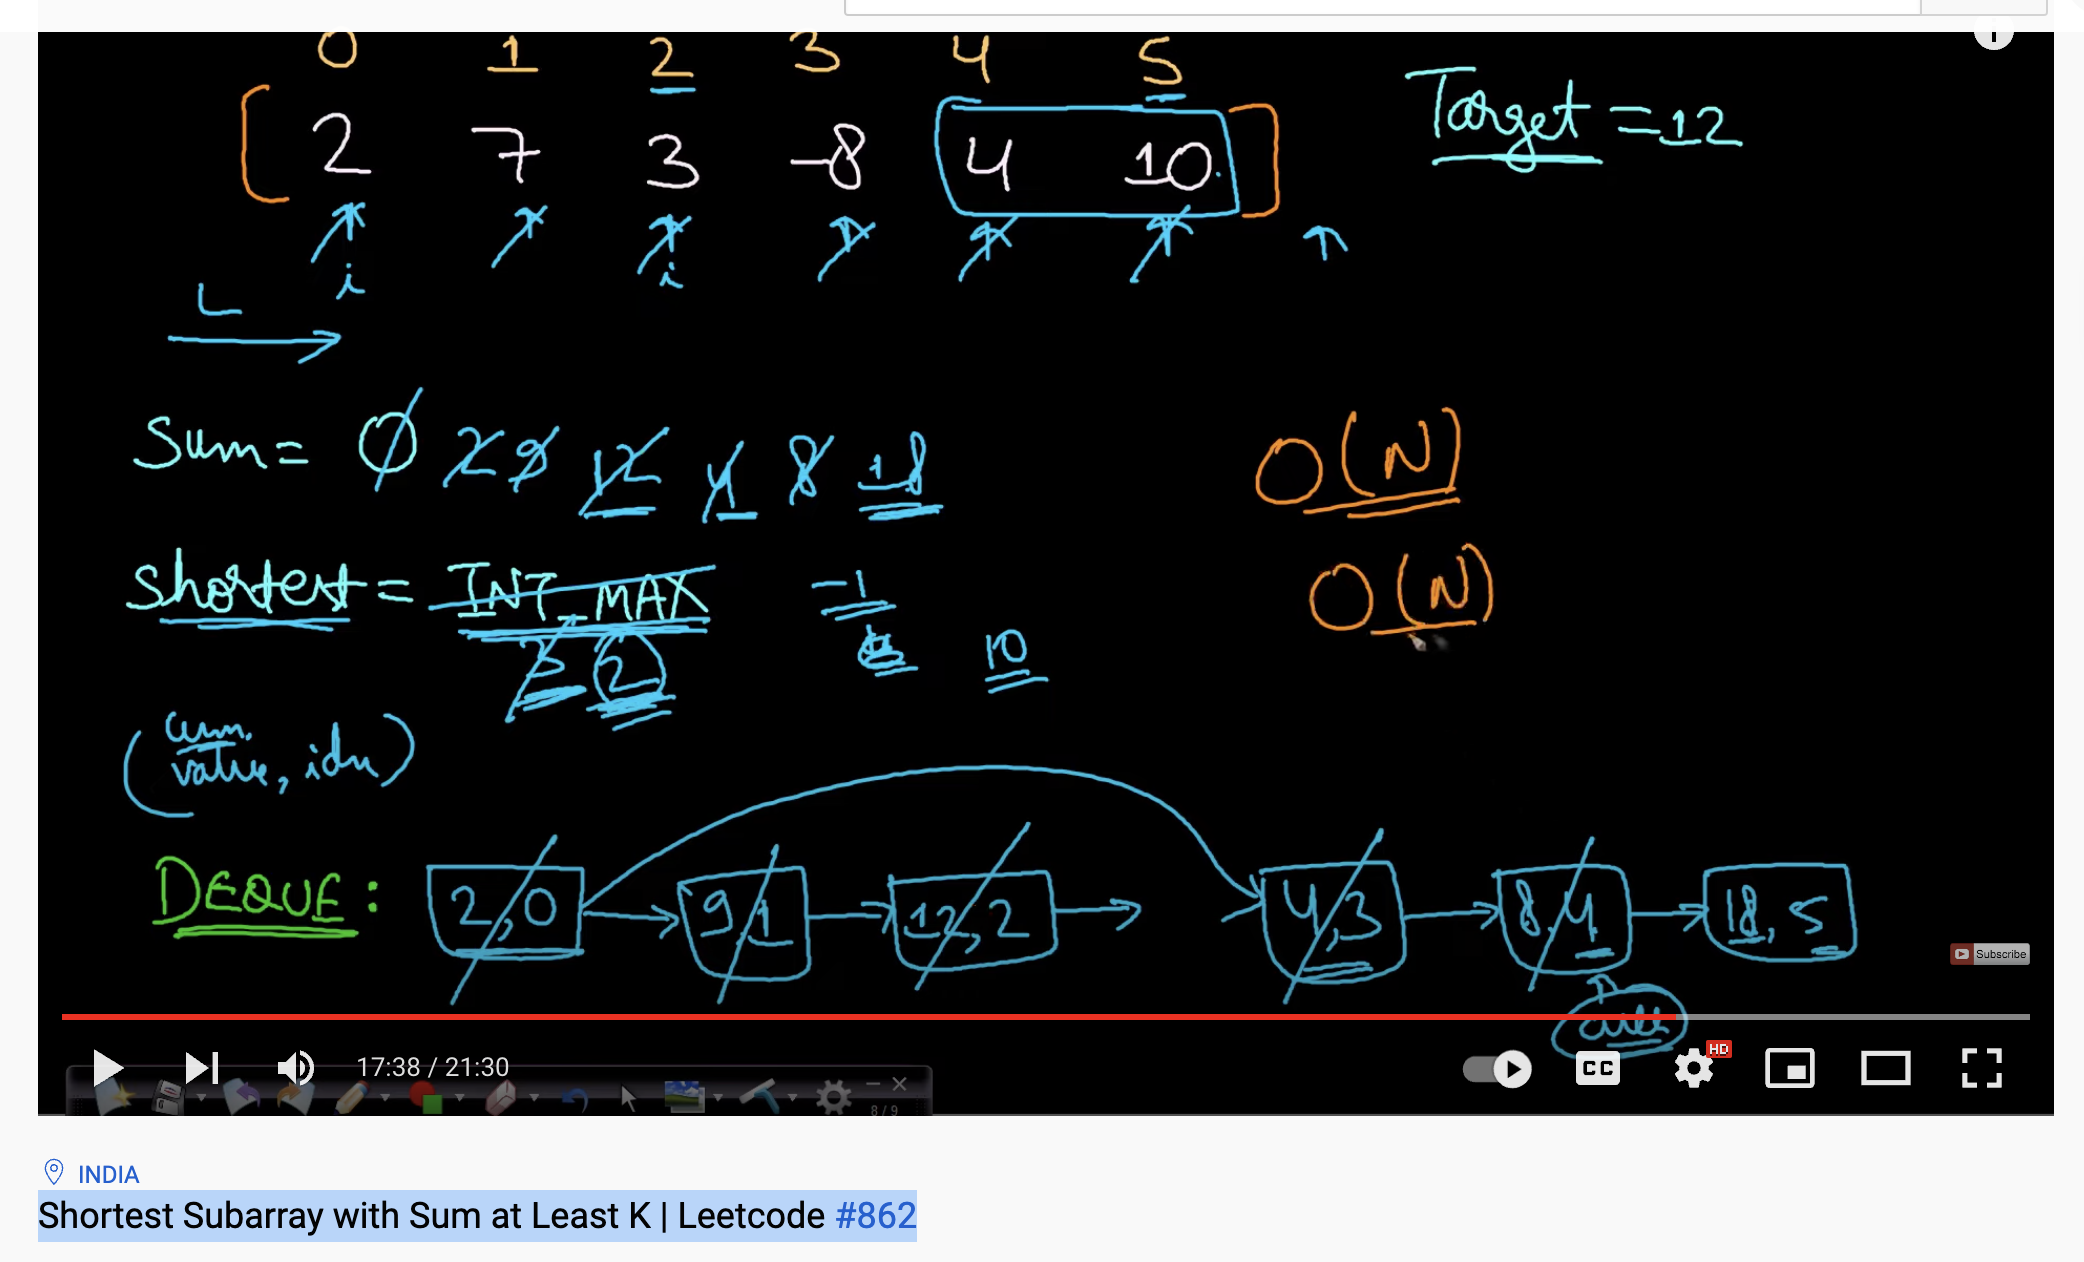 0 1 2 3 4 5
[ 2 7 3 -8 4 10 ]
Target = 12
i i
L
Sum = 0 2 9 12 4 8 18
O(N)
shortest = INT_MAX -1
O(N)
3 2 10
(cum. value, idx)
DEQUE: 2,0 9,1 12,2 4,3 8,4 18,5
Subscribe
17:38 / 21:30
CC
HD
8/9
INDIA
Shortest Subarray with Sum at Least K | Leetcode #862